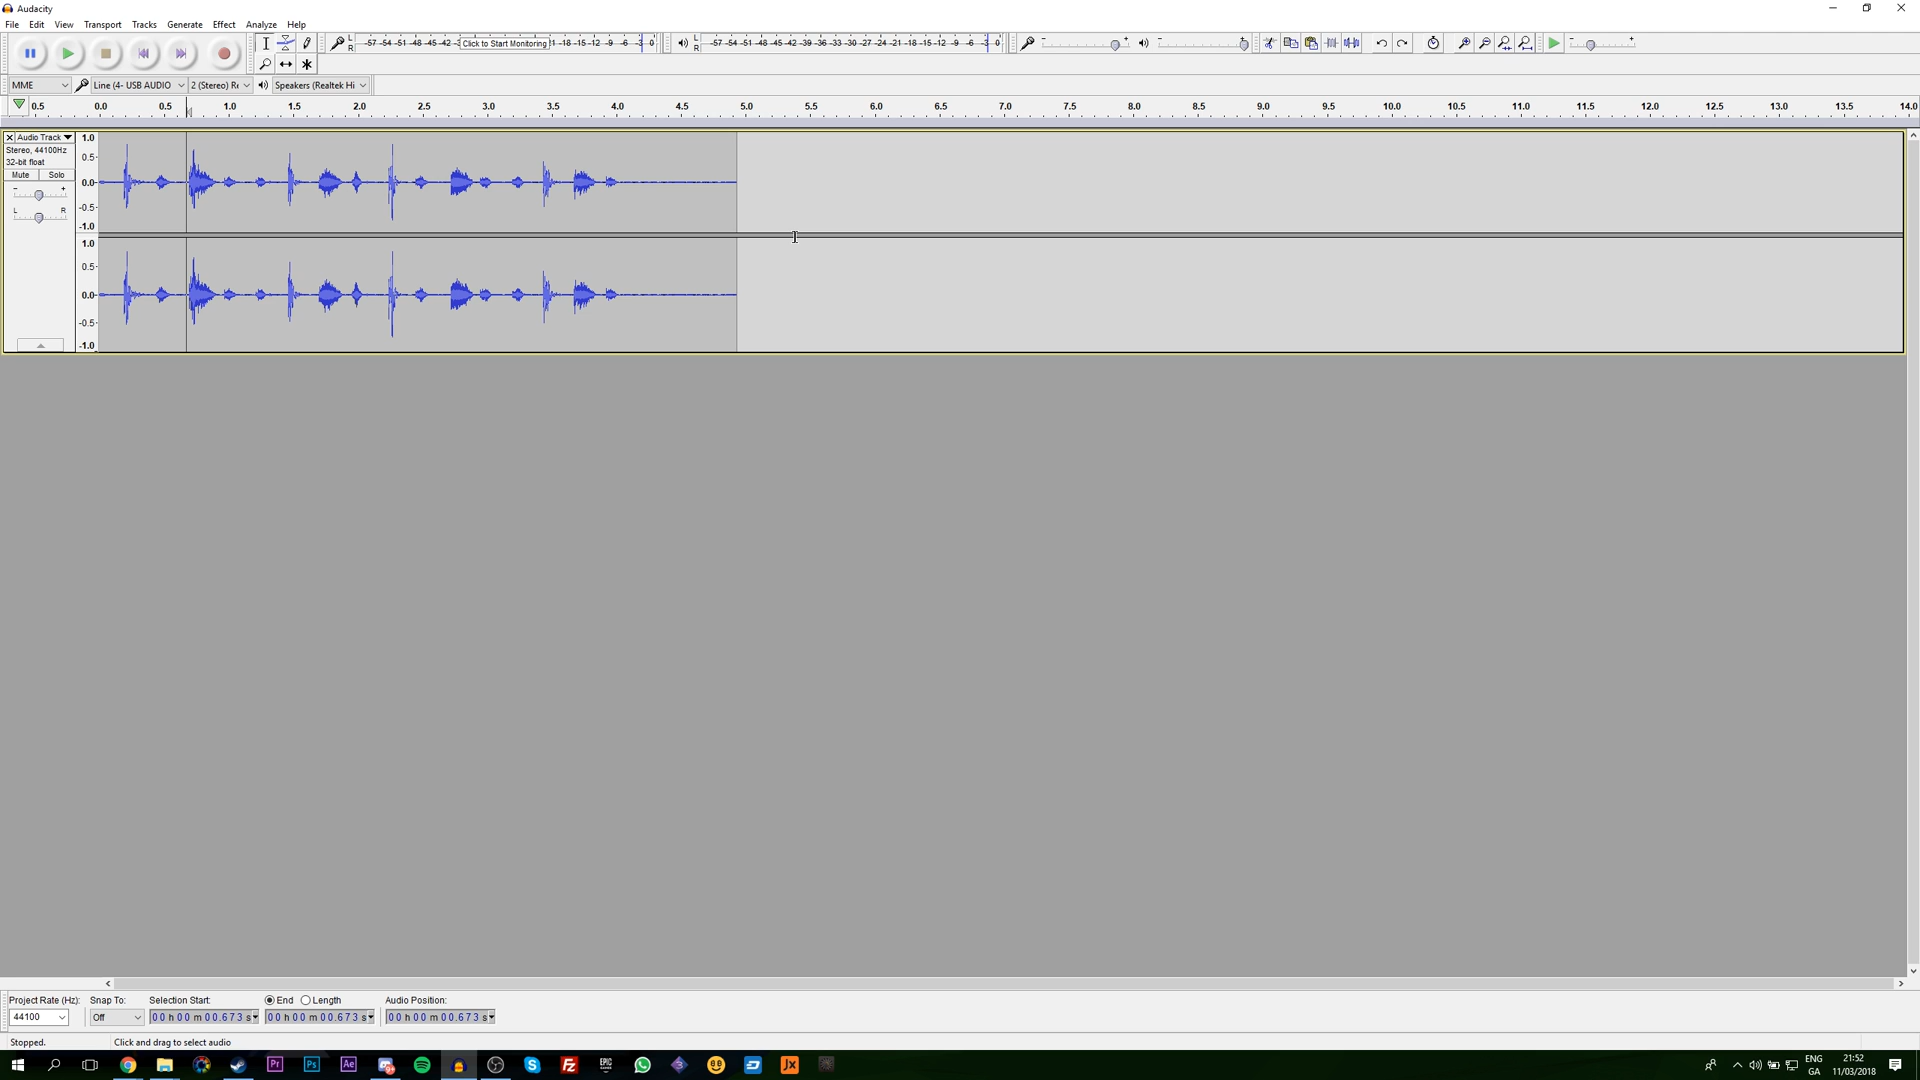 Audacity
File Edit View Transport Tracks Generate Effect Analyze Help
L
R
-57 -54 -51 -48 -45 -42 Click to Start Monitoring -18 -15 -12 -9 -6 -3 0
L
R
-57 -54 -51 -48 -45 -42 -39 -36 -33 -30 -27 -24 -21 -18 -15 -12 -9 -6 -3 0
MME Line (4- USB AUDIO 2 (Stereo) Speakers (Realtek Hi
0.5 0.0 0.5 1.0 1.5 2.0 2.5 3.0 3.5 4.0 4.5 5.0 5.5 6.0 6.5 7.0 7.5 8.0 8.5 9.0 9.5 10.0 10.5 11.0 11.5 12.0 12.5 13.0 13.5 14.0
Audio Track
Stereo, 44100Hz
32-bit float
Mute Solo
- +
L R
1.0
0.5
0.0
-0.5
-1.0
1.0
0.5
0.0
-0.5
-1.0
Project Rate (Hz): Snap To: Selection Start: End Length Audio Position:
44100 Off 00 h 00 m 00.673 s 00 h 00 m 00.673 s 00 h 00 m 00.673 s
Stopped. Click and drag to select audio
Pr Ps Ae EPIC Jx
ENG 21:52
GA 11/03/2018